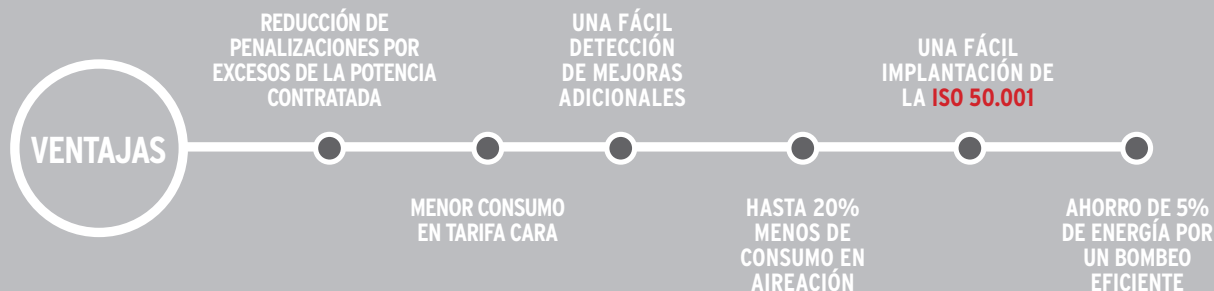 VENTAJAS
REDUCCIÓN DE
PENALIZACIONES POR
EXCESOS DE LA POTENCIA
CONTRATADA
MENOR CONSUMO
EN TARIFA CARA
UNA FÁCIL
DETECCIÓN
DE MEJORAS
ADICIONALES
HASTA 20%
MENOS DE
CONSUMO EN
AIREACIÓN
UNA FÁCIL
IMPLANTACIÓN DE
LA ISO 50.001
AHORRO DE 5%
DE ENERGÍA POR
UN BOMBEO
EFICIENTE